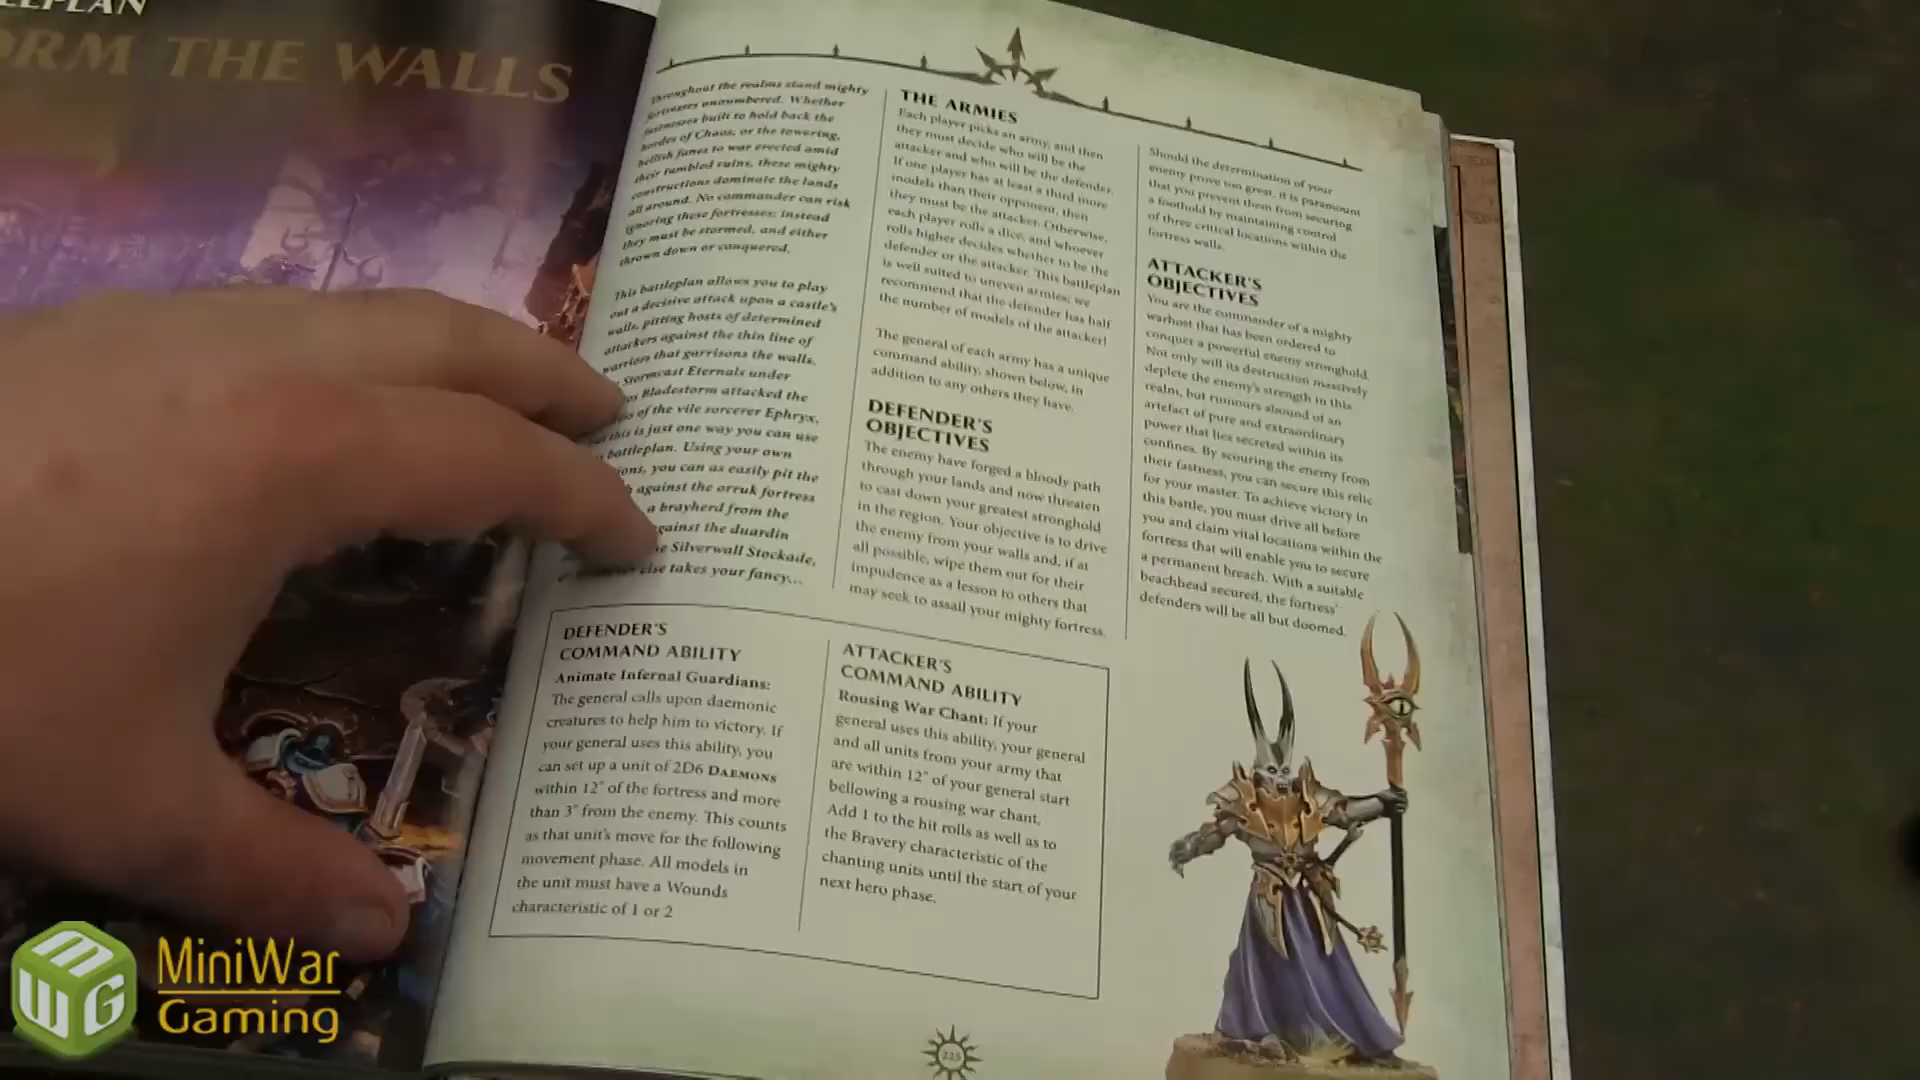 ORM THE WALLS
Throughout the realms stand mighty
fortresses unnumbered. Whether
fastnesses built to hold back the
hordes of Chaos, or the towering,
hellish fanes to war erected amid
their tumbled ruins, these mighty
constructions dominate the lands
all around. No commander can risk
ignoring these fortresses; instead
they must be stormed, and either
thrown down or conquered.
This battleplan allows you to play
out a decisive attack upon a castle's
walls, pitting hosts of determined
attackers against the thin line of
warriors that garrisons the walls.
Stormcast Eternals under
Bladestorm attacked the
of the vile sorcerer Ephryx,
this is just one way you can use
battleplan. Using your own
you can as easily pit the
against the orruk fortress
a brayherd from the
against the duardin
Silverwall Stockade,
else takes your fancy...
THE ARMIES
Each player picks an army, and then
they must decide who will be the
attacker and who will be the defender.
If one player has at least a third more
models than their opponent, then
they must be the attacker. Otherwise,
each player rolls a dice, and whoever
rolls higher decides whether to be the
defender or the attacker. This battleplan
is well suited to uneven armies; we
recommend that the defender has half
the number of models of the attacker!
The general of each army has a unique
command ability, shown below, in
addition to any others they have.
DEFENDER'S
OBJECTIVES
The enemy have forged a bloody path
through your lands and now threaten
to cast down your greatest stronghold
in the region. Your objective is to drive
the enemy from your walls and, if at
all possible, wipe them out for their
impudence as a lesson to others that
may seek to assail your mighty fortress.
Should the determination of your
enemy prove too great, it is paramount
that you prevent them from securing
a foothold by maintaining control
of three critical locations within the
fortress walls.
ATTACKER'S
OBJECTIVES
You are the commander of a mighty
warhost that has been ordered to
conquer a powerful enemy stronghold.
Not only will its destruction massively
deplete the enemy's strength in this
realm, but rumours abound of an
artefact of pure and extraordinary
power that lies secreted within its
confines. By scouring the enemy from
their fastness, you can secure this relic
for your master. To achieve victory in
this battle, you must drive all before
you and claim vital locations within the
fortress that will enable you to secure
a permanent breach. With a suitable
beachhead secured, the fortress'
defenders will be all but doomed.
DEFENDER'S
COMMAND ABILITY
Animate Infernal Guardians:
The general calls upon daemonic
creatures to help him to victory. If
your general uses this ability, you
can set up a unit of 2D6 DAEMONS
within 12" of the fortress and more
than 3" from the enemy. This counts
as that unit's move for the following
movement phase. All models in
the unit must have a Wounds
characteristic of 1 or 2
ATTACKER'S
COMMAND ABILITY
Rousing War Chant: If your
general uses this ability, your general
and all units from your army that
are within 12" of your general start
bellowing a rousing war chant.
Add 1 to the hit rolls as well as to
the Bravery characteristic of the
chanting units until the start of your
next hero phase.
225
MWG
MiniWar
Gaming